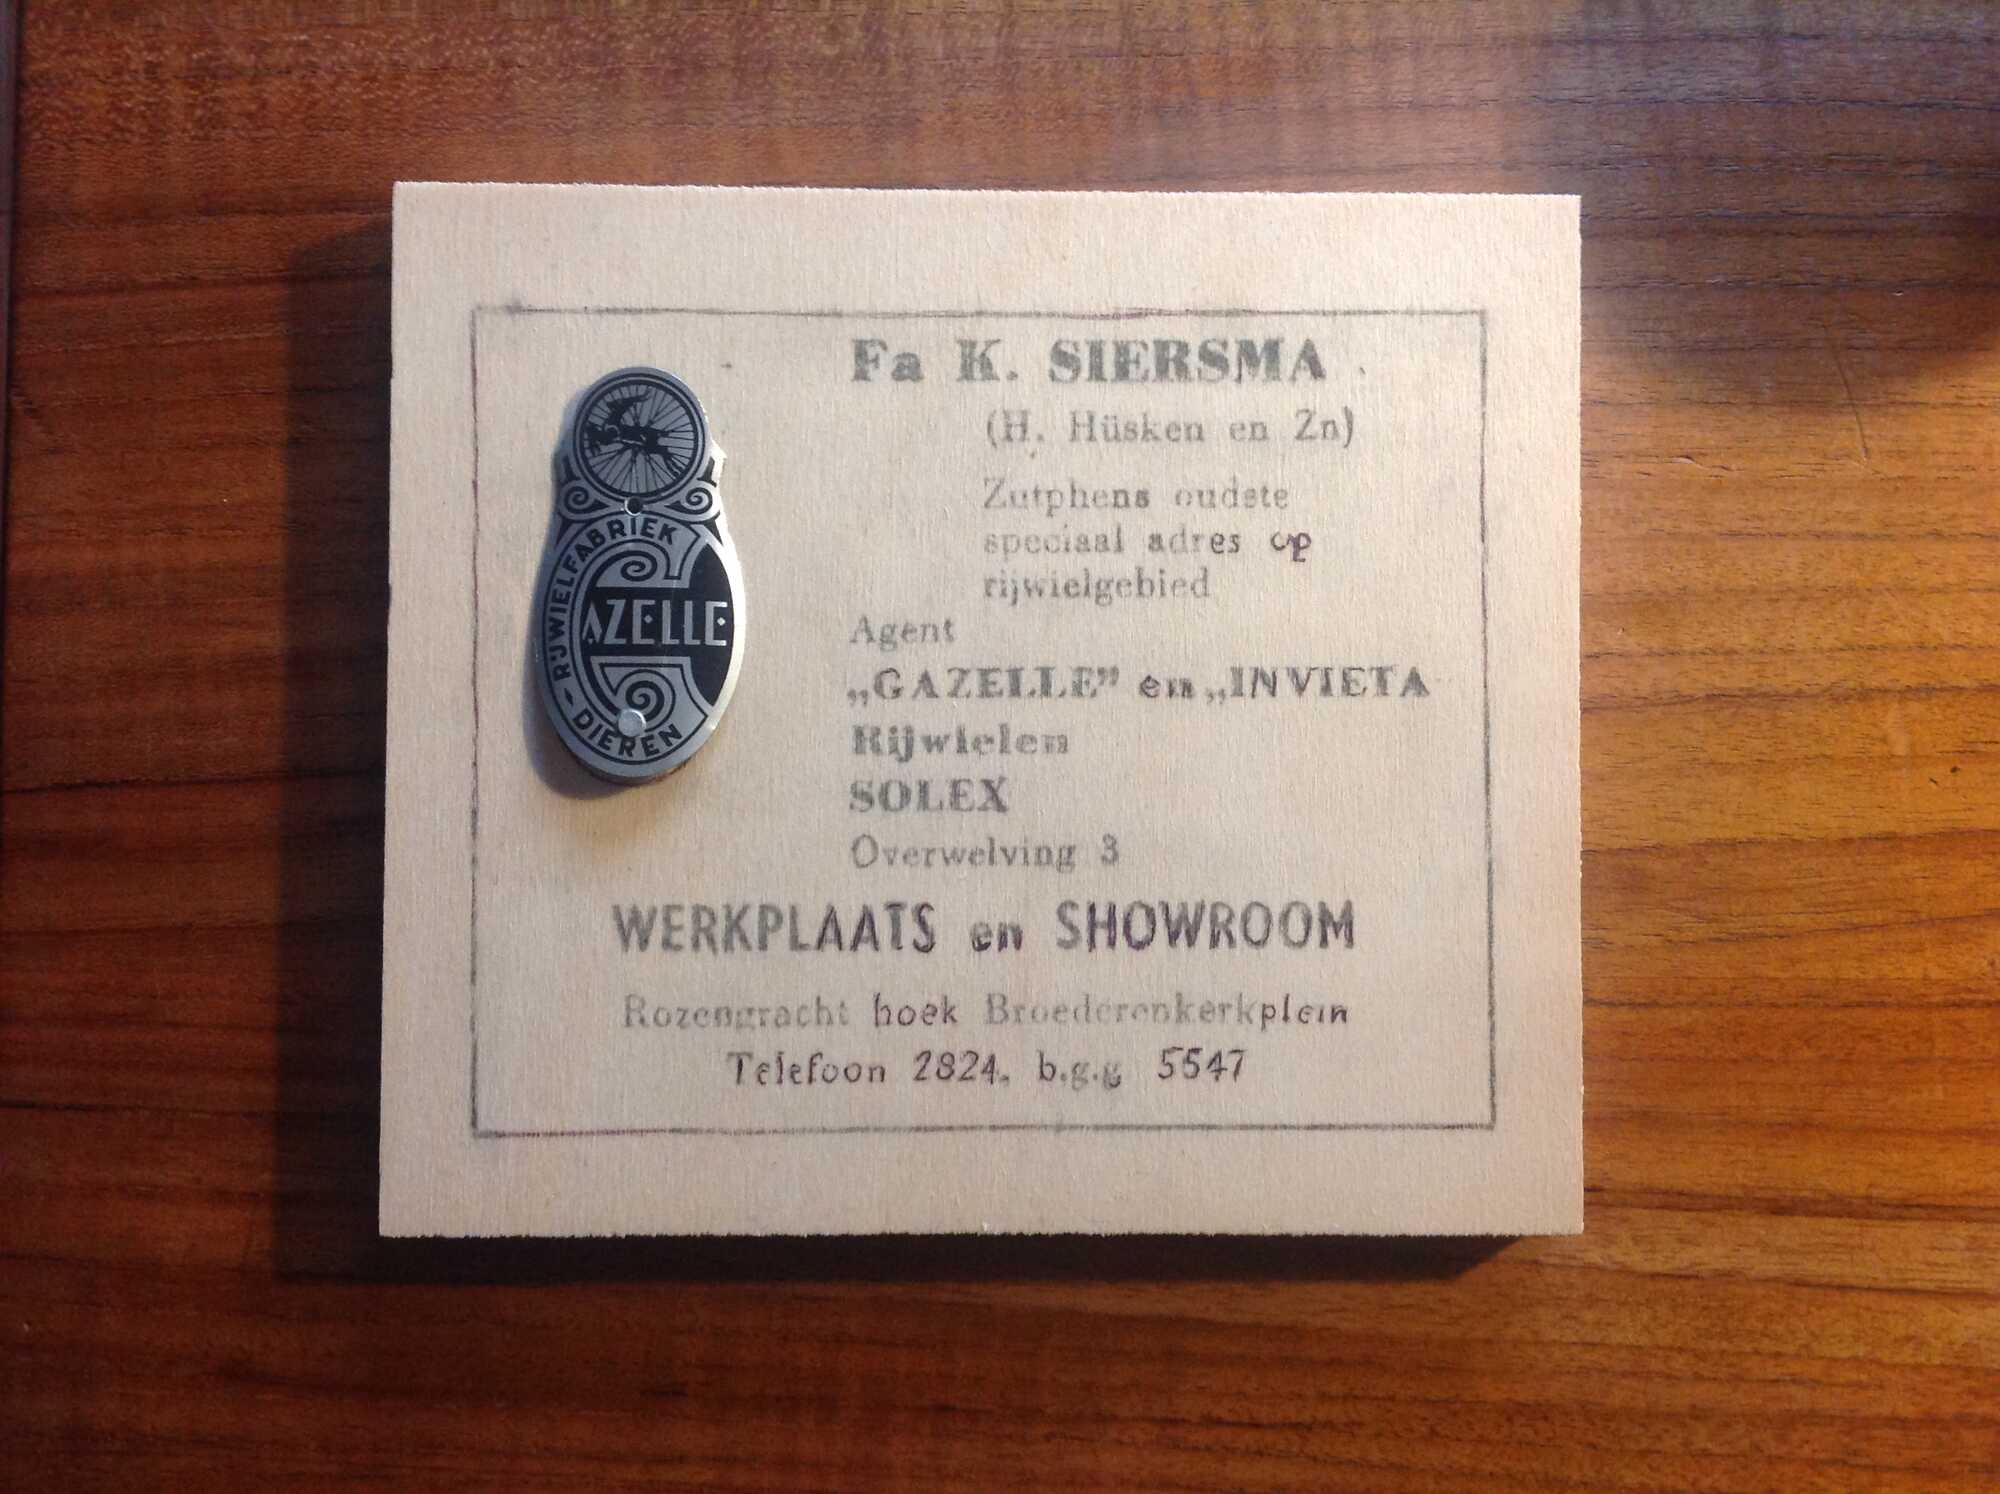 RIJWIELFABRIEK
GAZELLE
- DIEREN
Fa K. SIERSMA
(H. Hüsken en Zn)
Zutphens oudste
speciaal adres op
rijwielgebied
Agent
„GAZELLE” en „INVICTA
Rijwielen
SOLEX
Overwelving 3
WERKPLAATS en SHOWROOM
Rozengracht hoek Broederenkerkplein
Telefoon 2824. b.g.g 5547